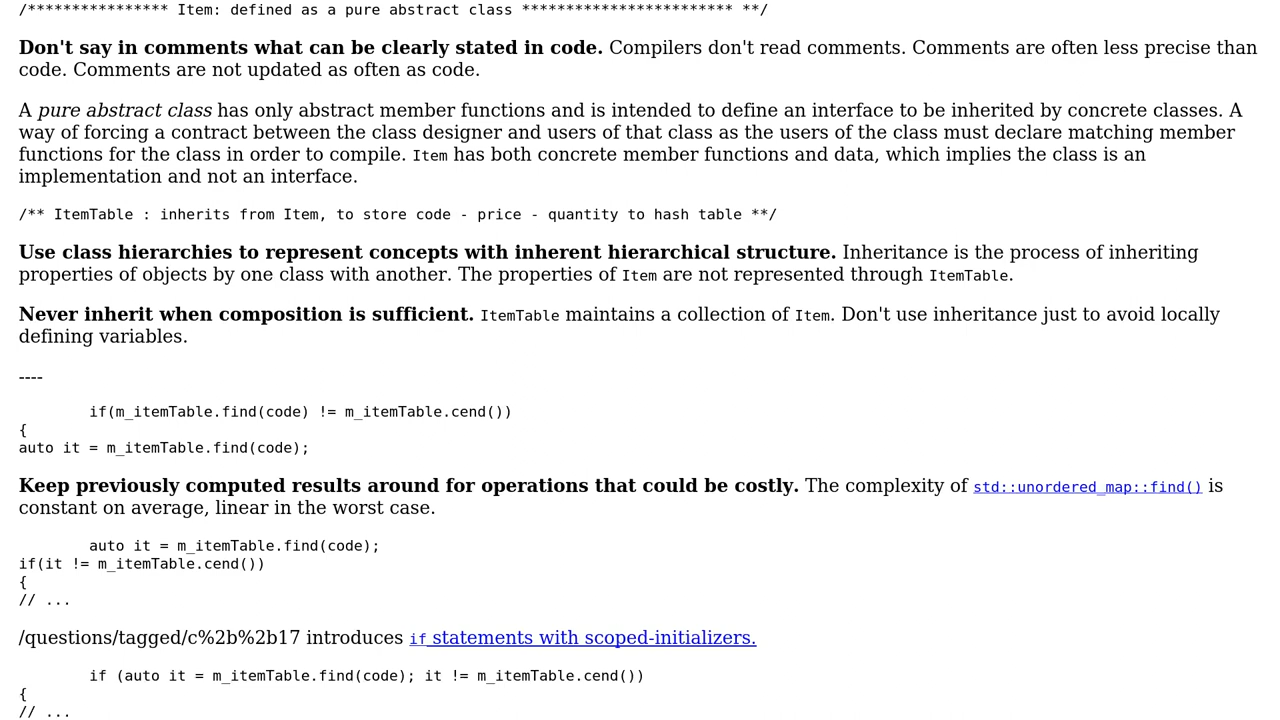 /*************** Item: defined as a pure abstract class ************************ **/
Don't say in comments what can be clearly stated in code. Compilers don't read comments. Comments are often less precise than
code. Comments are not updated as often as code.
A pure abstract class has only abstract member functions and is intended to define an interface to be inherited by concrete classes. A
way of forcing a contract between the class designer and users of that class as the users of the class must declare matching member
functions for the class in order to compile. Item has both concrete member functions and data, which implies the class is an
implementation and not an interface.
/** ItemTable : inherits from Item, to store code - price - quantity to hash table **/
Use class hierarchies to represent concepts with inherent hierarchical structure. Inheritance is the process of inheriting
properties of objects by one class with another. The properties of Item are not represented through ItemTable.
Never inherit when composition is sufficient. ItemTable maintains a collection of Item. Don't use inheritance just to avoid locally
defining variables.
----
if(m_itemTable.find(code) != m_itemTable.cend())
{
auto it = m_itemTable.find(code);
Keep previously computed results around for operations that could be costly. The complexity of std::unordered_map::find() is
constant on average, linear in the worst case.
auto it = m_itemTable.find(code);
if(it != m_itemTable.cend())
{
// ...
/questions/tagged/c%2b%2b17 introduces if statements with scoped-initializers.
if (auto it = m_itemTable.find(code); it != m_itemTable.cend())
{
// ...